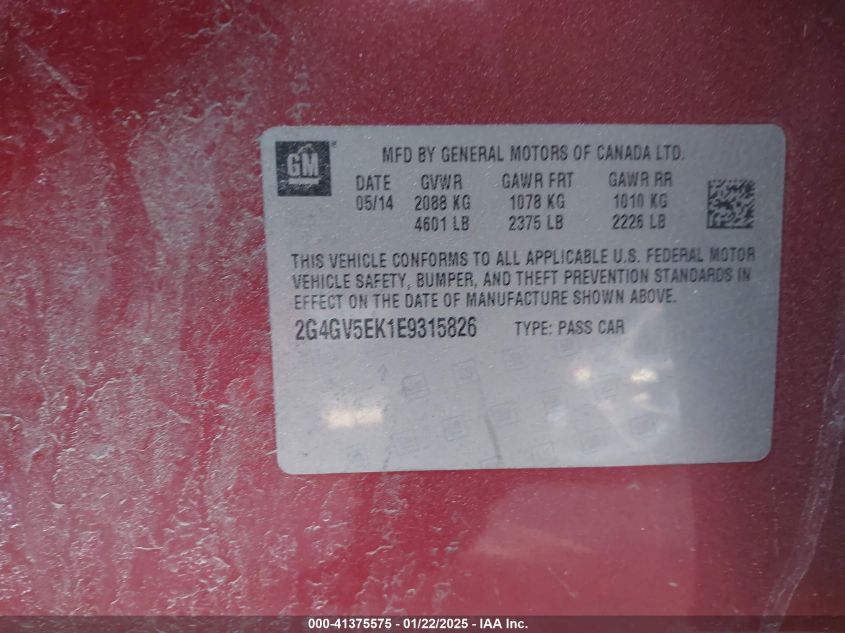 GM
MFD BY GENERAL MOTORS OF CANADA LTD.
DATE GVWR GAWR FRT GAWR RR
05/14 2088 KG 1078 KG 1010 KG
4601 LB 2375 LB 2226 LB
THIS VEHICLE CONFORMS TO ALL APPLICABLE U.S. FEDERAL MOTOR
VEHICLE SAFETY, BUMPER, AND THEFT PREVENTION STANDARDS IN
EFFECT ON THE DATE OF MANUFACTURE SHOWN ABOVE.
2G4GV5EK1E9315826 TYPE: PASS CAR
000-41375575 - 01/22/2025 - IAA Inc.